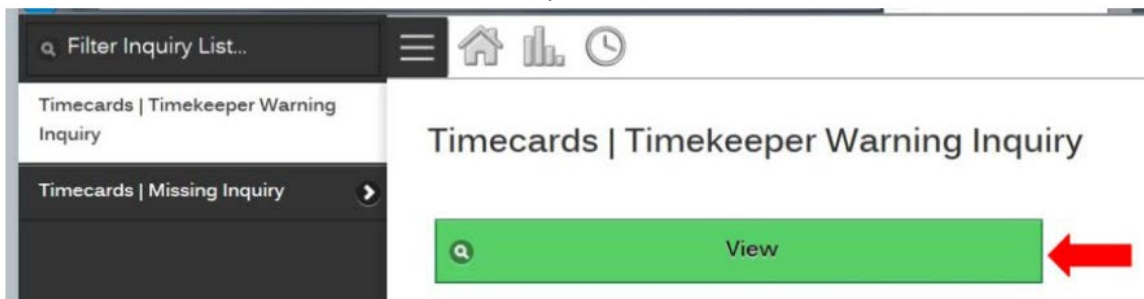 Filter Inquiry List...
Timecards | Timekeeper Warning
Inquiry
Timecards | Missing Inquiry
Timecards | Timekeeper Warning Inquiry
View